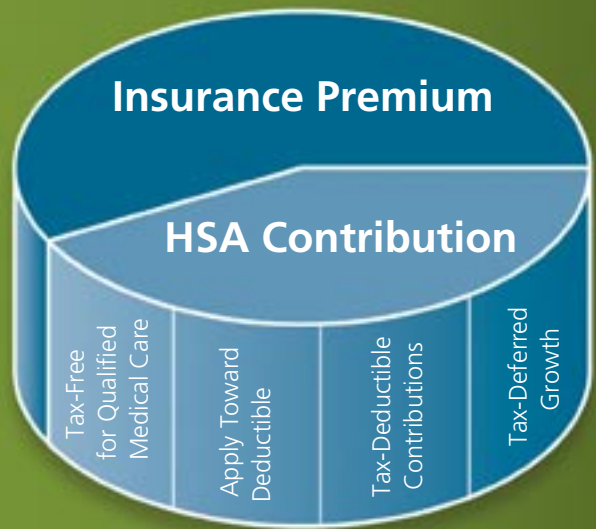 Insurance Premium
HSA Contribution
Tax-Free
for Qualified
Medical Care
Apply Toward
Deductible
Tax-Deductible
Contributions
Tax-Deferred
Growth